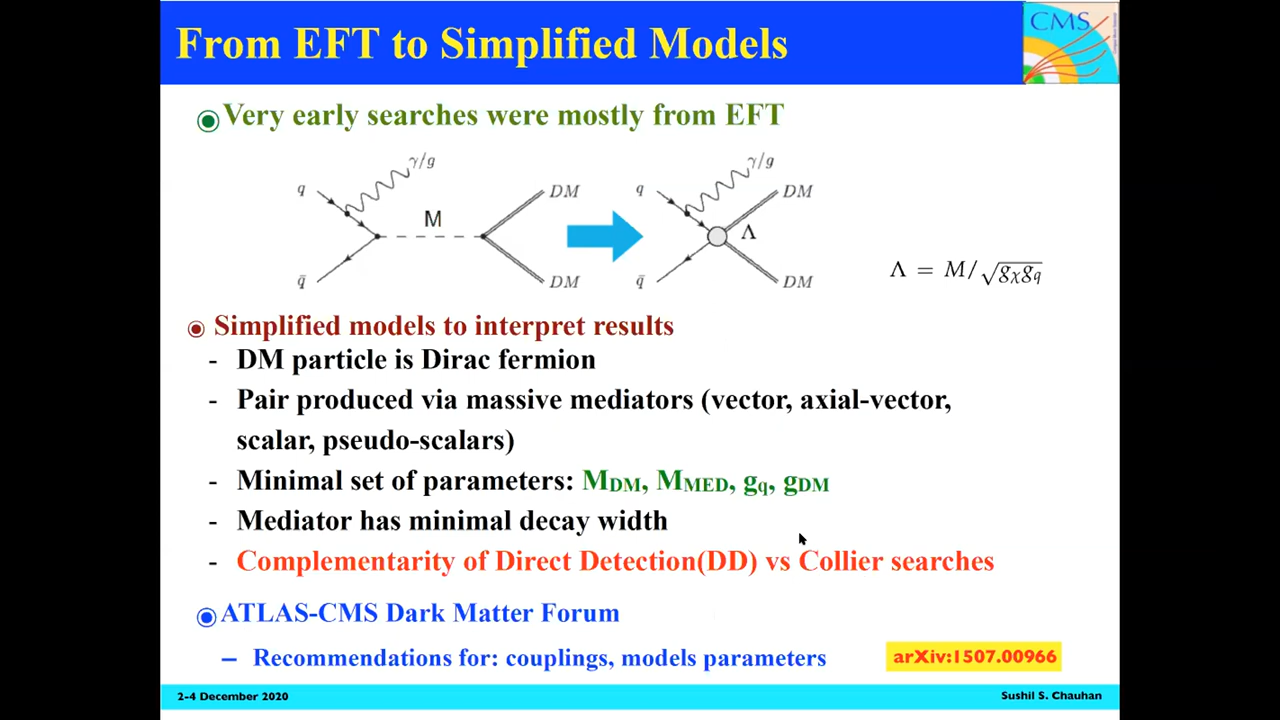 From EFT to Simplified Models
CMS
Very early searches were mostly from EFT
γ/g
q
M
DM
q̄
DM
γ/g
q
DM
Λ
q̄
DM
Λ = M/√gχgq
Simplified models to interpret results
- DM particle is Dirac fermion
- Pair produced via massive mediators (vector, axial-vector,
scalar, pseudo-scalars)
- Minimal set of parameters: MDM, MMED, gq, gDM
- Mediator has minimal decay width
- Complementarity of Direct Detection(DD) vs Collier searches
ATLAS-CMS Dark Matter Forum
– Recommendations for: couplings, models parameters
arXiv:1507.00966
2-4 December 2020
Sushil S. Chauhan